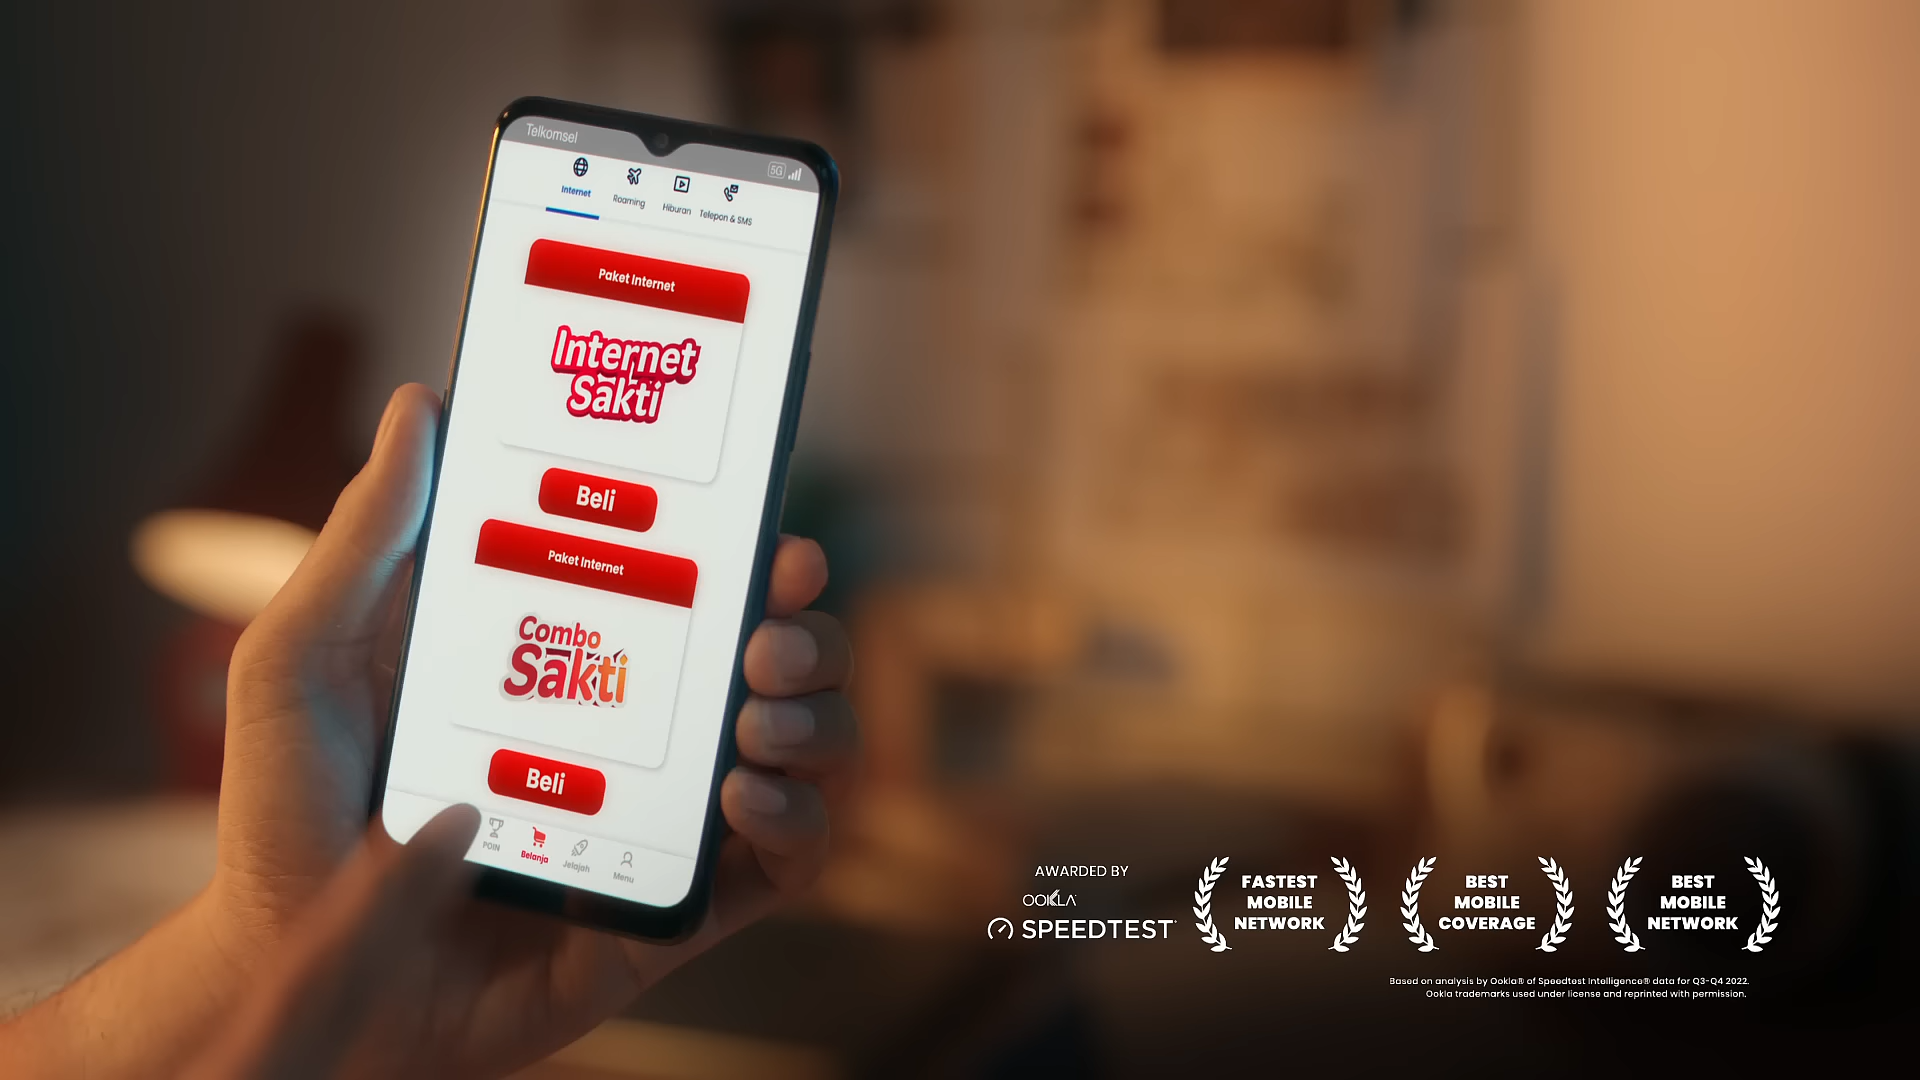 Telkomsel
5G
Internet
Roaming
Hiburan
Telepon & SMS
Paket Internet
Internet
Sakti
Beli
Paket Internet
Combo
Sakti
Beli
POIN
Belanja
Jelajah
Menu
AWARDED BY
OOKLA
SPEEDTEST
FASTEST
MOBILE
NETWORK
BEST
MOBILE
COVERAGE
BEST
MOBILE
NETWORK
Based on analysis by Ookla® of Speedtest Intelligence® data for Q3-Q4 2022.
Ookla trademarks used under license and reprinted with permission.